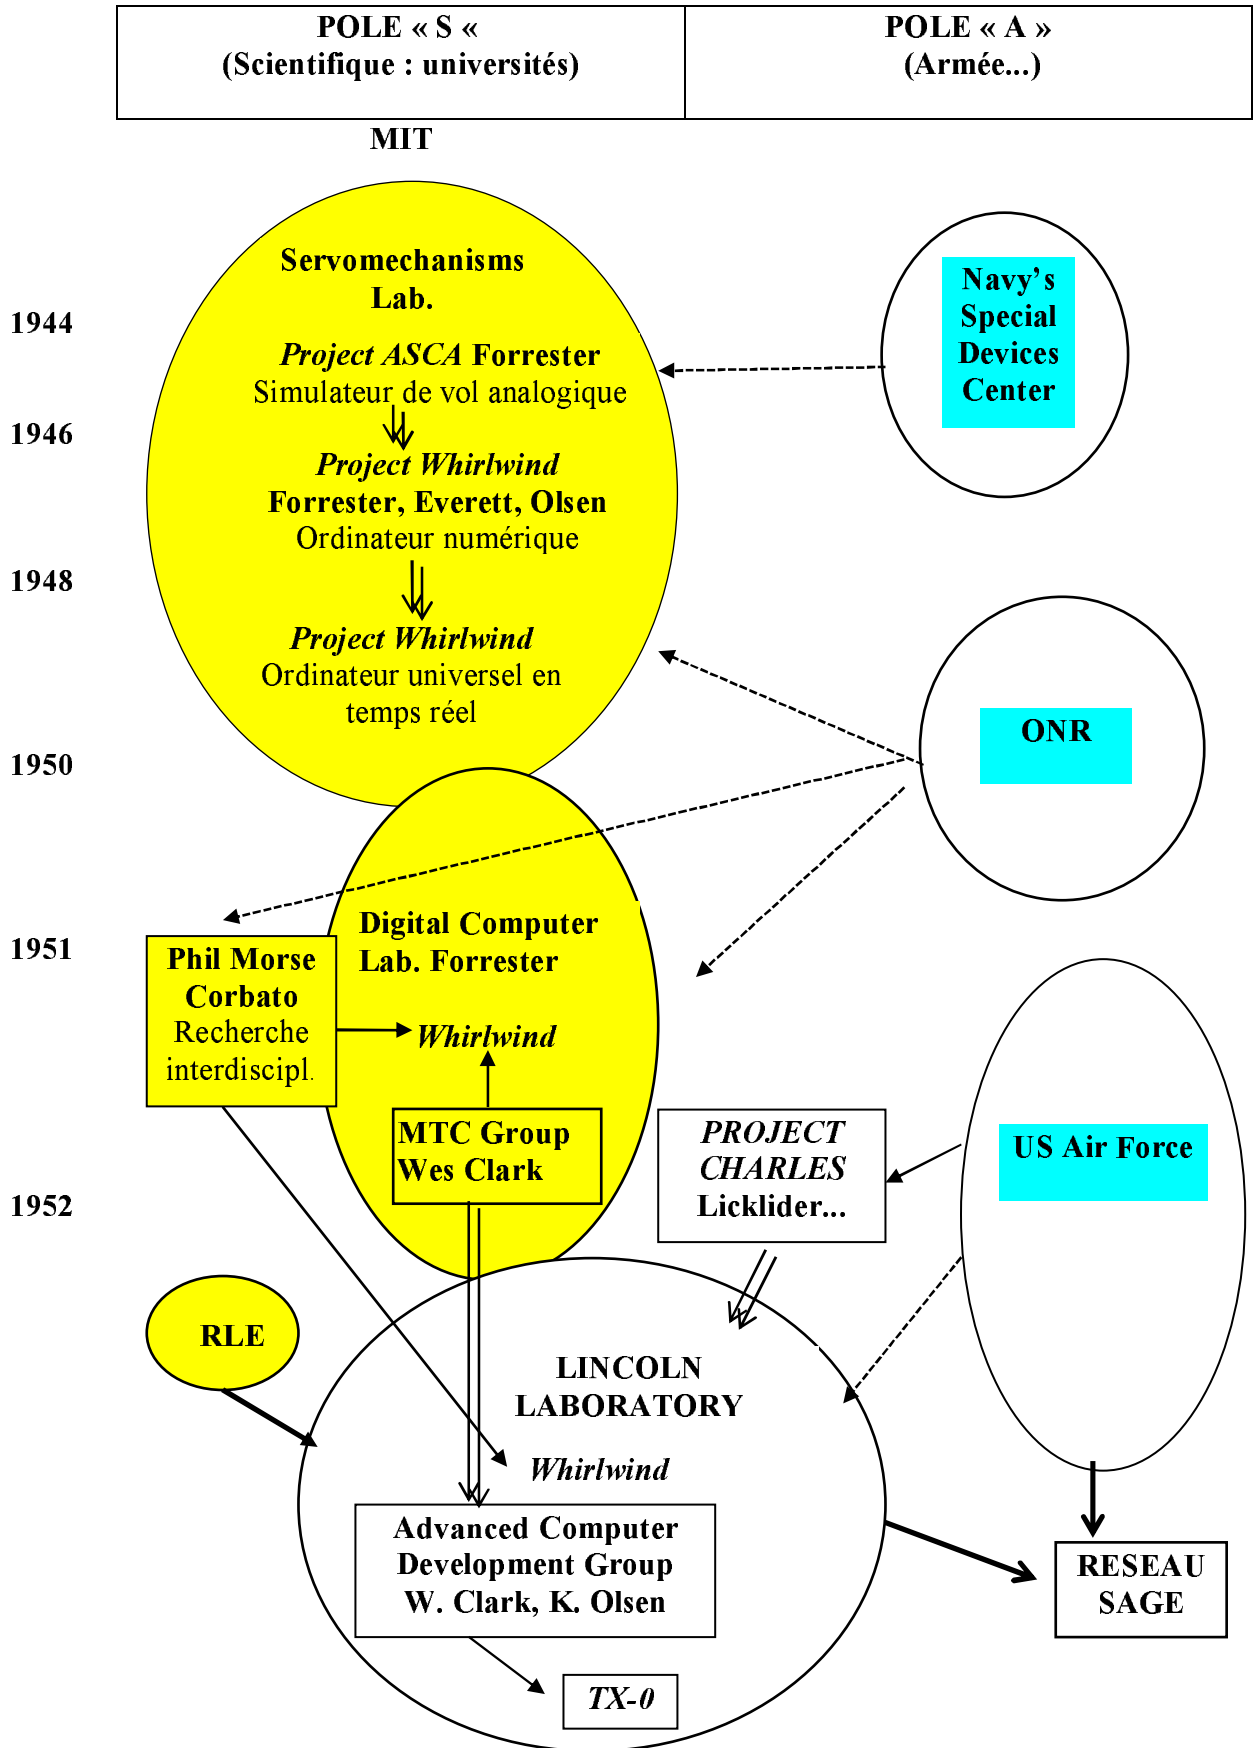 POLE « S «
(Scientifique : universités)
POLE « A »
(Armée...)
MIT
Servomechanisms
Lab.
Navy’s
Special
Devices
Center
1944
Project ASCA Forrester
Simulateur de vol analogique
1946
Project Whirlwind
Forrester, Everett, Olsen
Ordinateur numérique
1948
Project Whirlwind
Ordinateur universel en
temps réel
ONR
1950
Digital Computer
Lab. Forrester
1951
Phil Morse
Corbato
Recherche
interdiscipl.
Whirlwind
MTC Group
Wes Clark
PROJECT
CHARLES
Licklider...
US Air Force
1952
RLE
LINCOLN
LABORATORY
Whirlwind
Advanced Computer
Development Group
W. Clark, K. Olsen
RESEAU
SAGE
TX-0